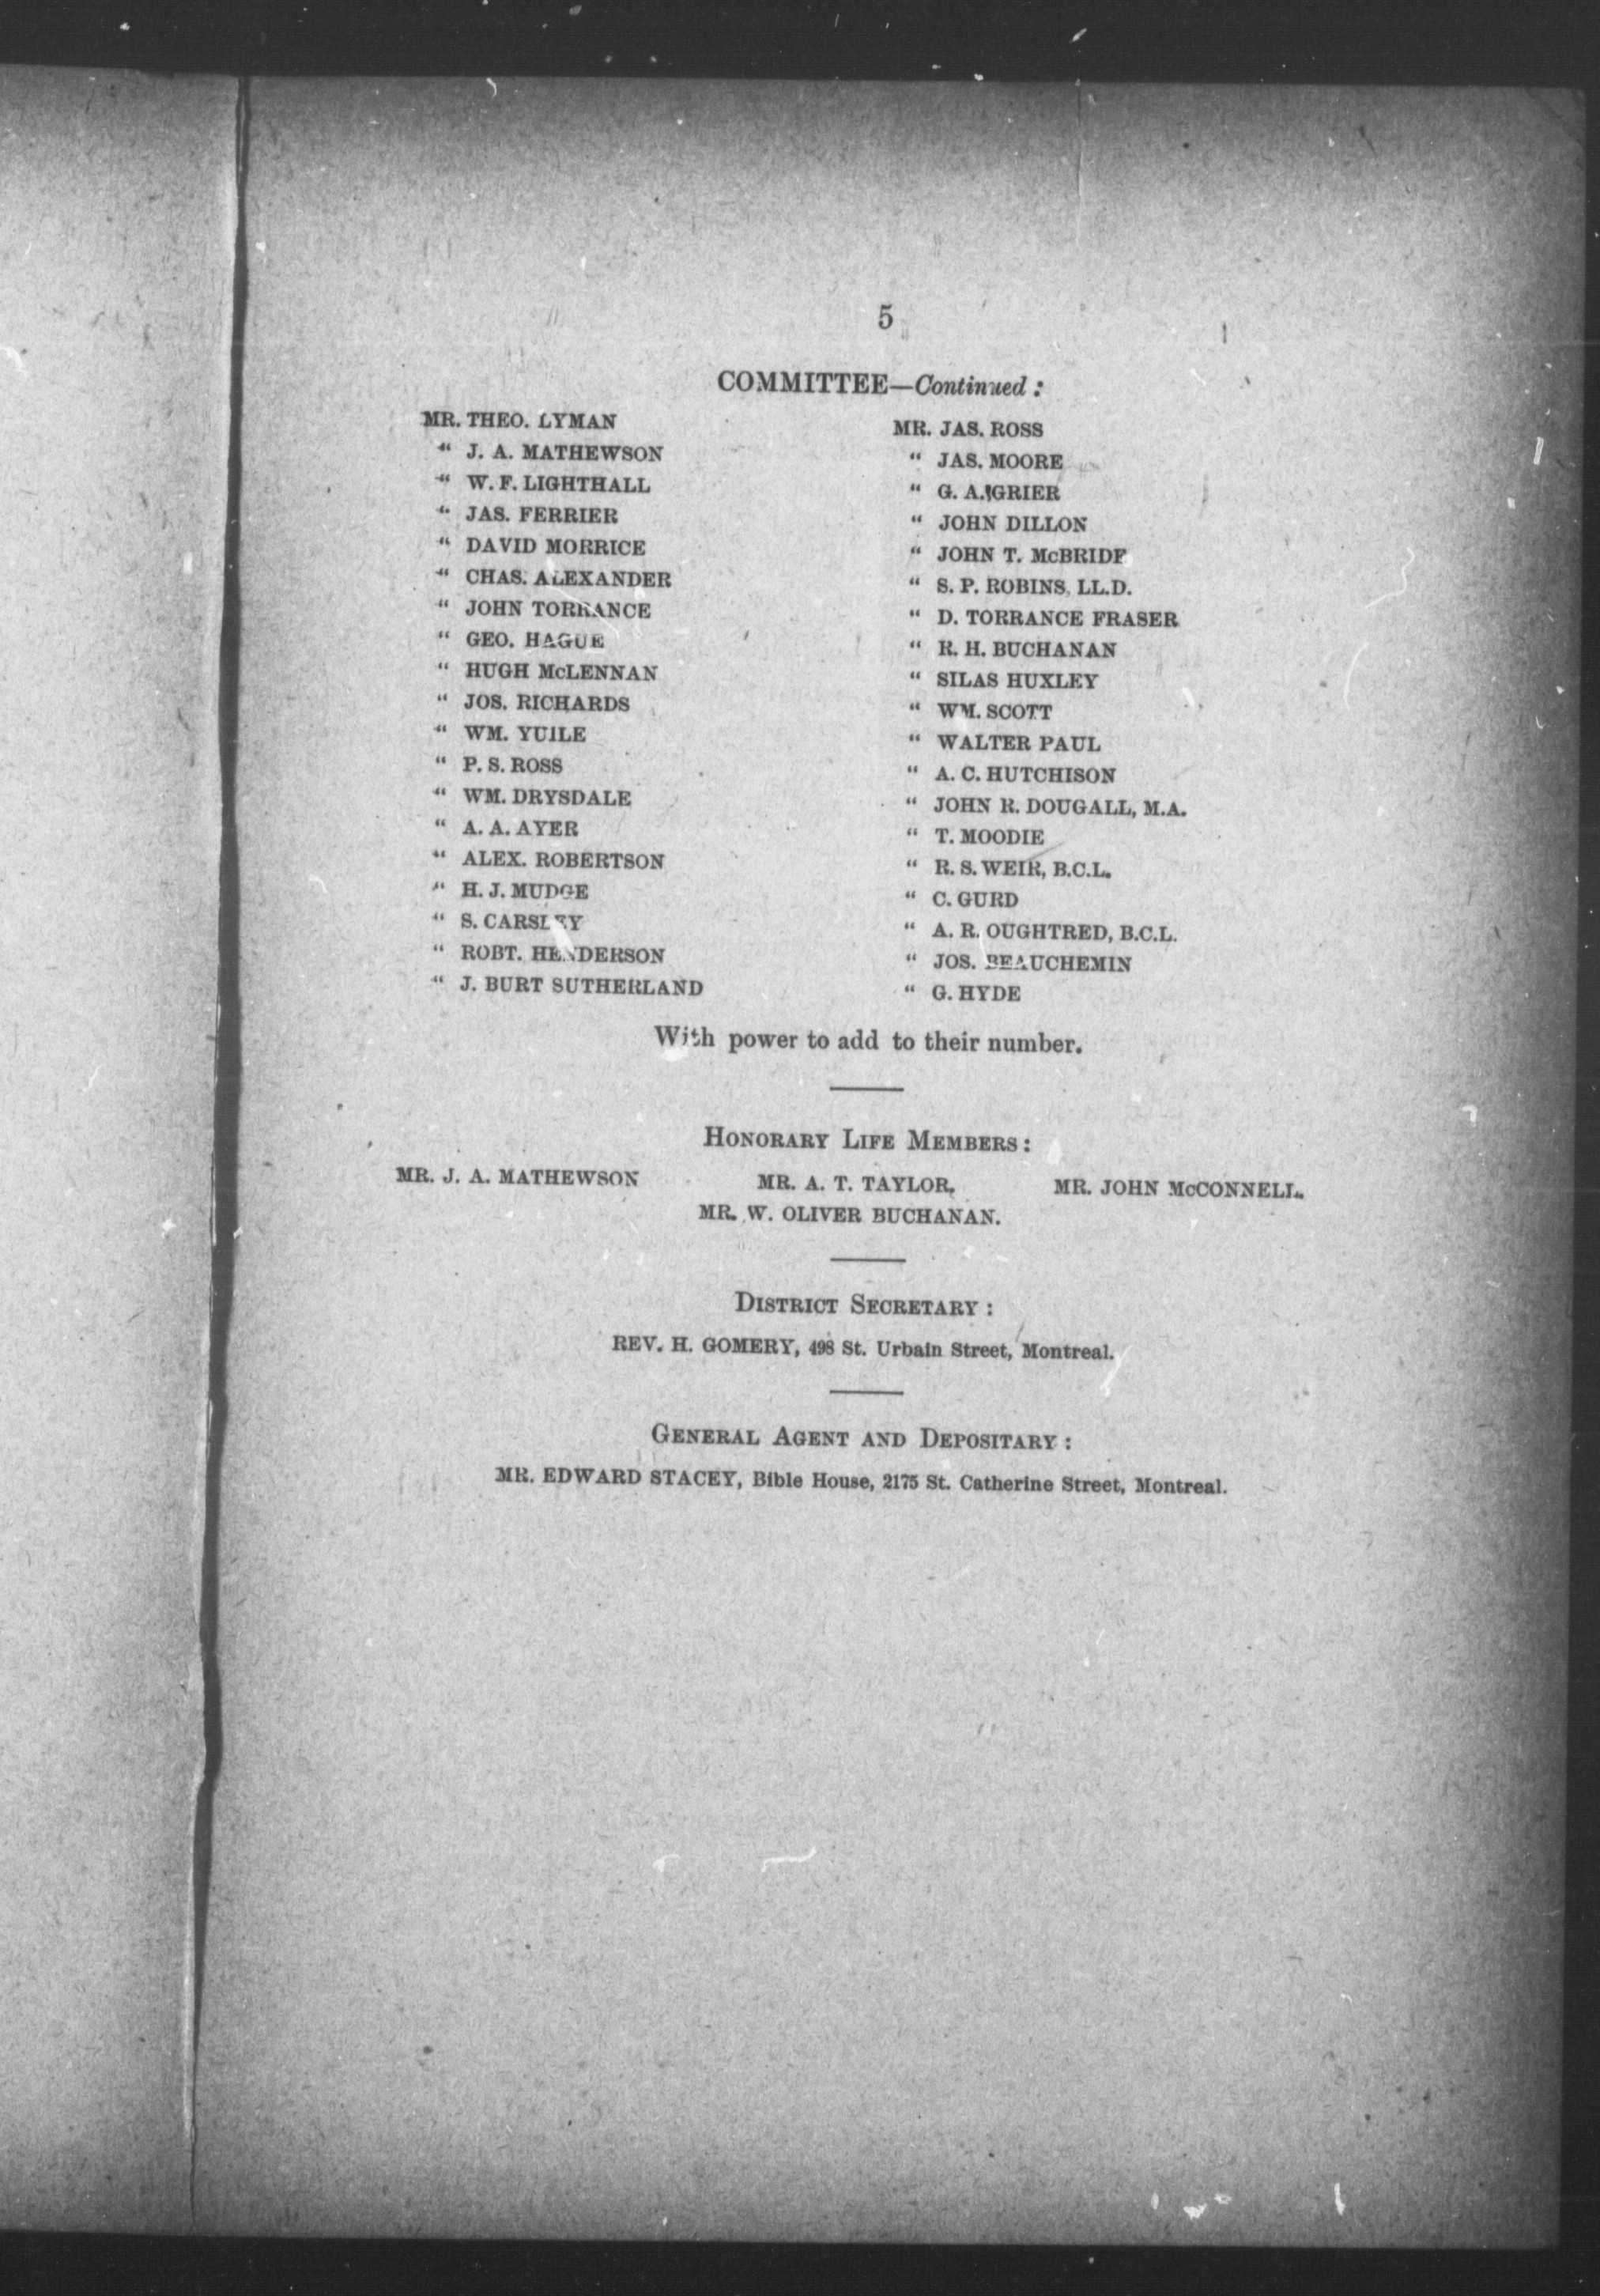 5
COMMITTEE—Continued :
MR. THEO. LYMAN
“ J. A. MATHEWSON
“ W. F. LIGHTHALL
“ JAS. FERRIER
“ DAVID MORRICE
“ CHAS. ALEXANDER
“ JOHN TORRANCE
“ GEO. HAGUE
“ HUGH McLENNAN
“ JOS. RICHARDS
“ WM. YUILE
“ P. S. ROSS
“ WM. DRYSDALE
“ A. A. AYER
“ ALEX. ROBERTSON
“ H. J. MUDGE
“ S. CARSLEY
“ ROBT. HENDERSON
“ J. BURT SUTHERLAND
MR. JAS. ROSS
“ JAS. MOORE
“ G. A. GRIER
“ JOHN DILLON
“ JOHN T. McBRIDE
“ S. P. ROBINS, LL.D.
“ D. TORRANCE FRASER
“ R. H. BUCHANAN
“ SILAS HUXLEY
“ WM. SCOTT
“ WALTER PAUL
“ A. C. HUTCHISON
“ JOHN R. DOUGALL, M.A.
“ T. MOODIE
“ R. S. WEIR, B.C.L.
“ C. GURD
“ A. R. OUGHTRED, B.C.L.
“ JOS. BEAUCHEMIN
“ G. HYDE
With power to add to their number.
HONORARY LIFE MEMBERS :
MR. J. A. MATHEWSON MR. A. T. TAYLOR. MR. JOHN McCONNELL.
MR. W. OLIVER BUCHANAN.
DISTRICT SECRETARY :
REV. H. GOMERY, 498 St. Urbain Street, Montreal.
GENERAL AGENT AND DEPOSITARY :
MR. EDWARD STACEY, Bible House, 2175 St. Catherine Street, Montreal.